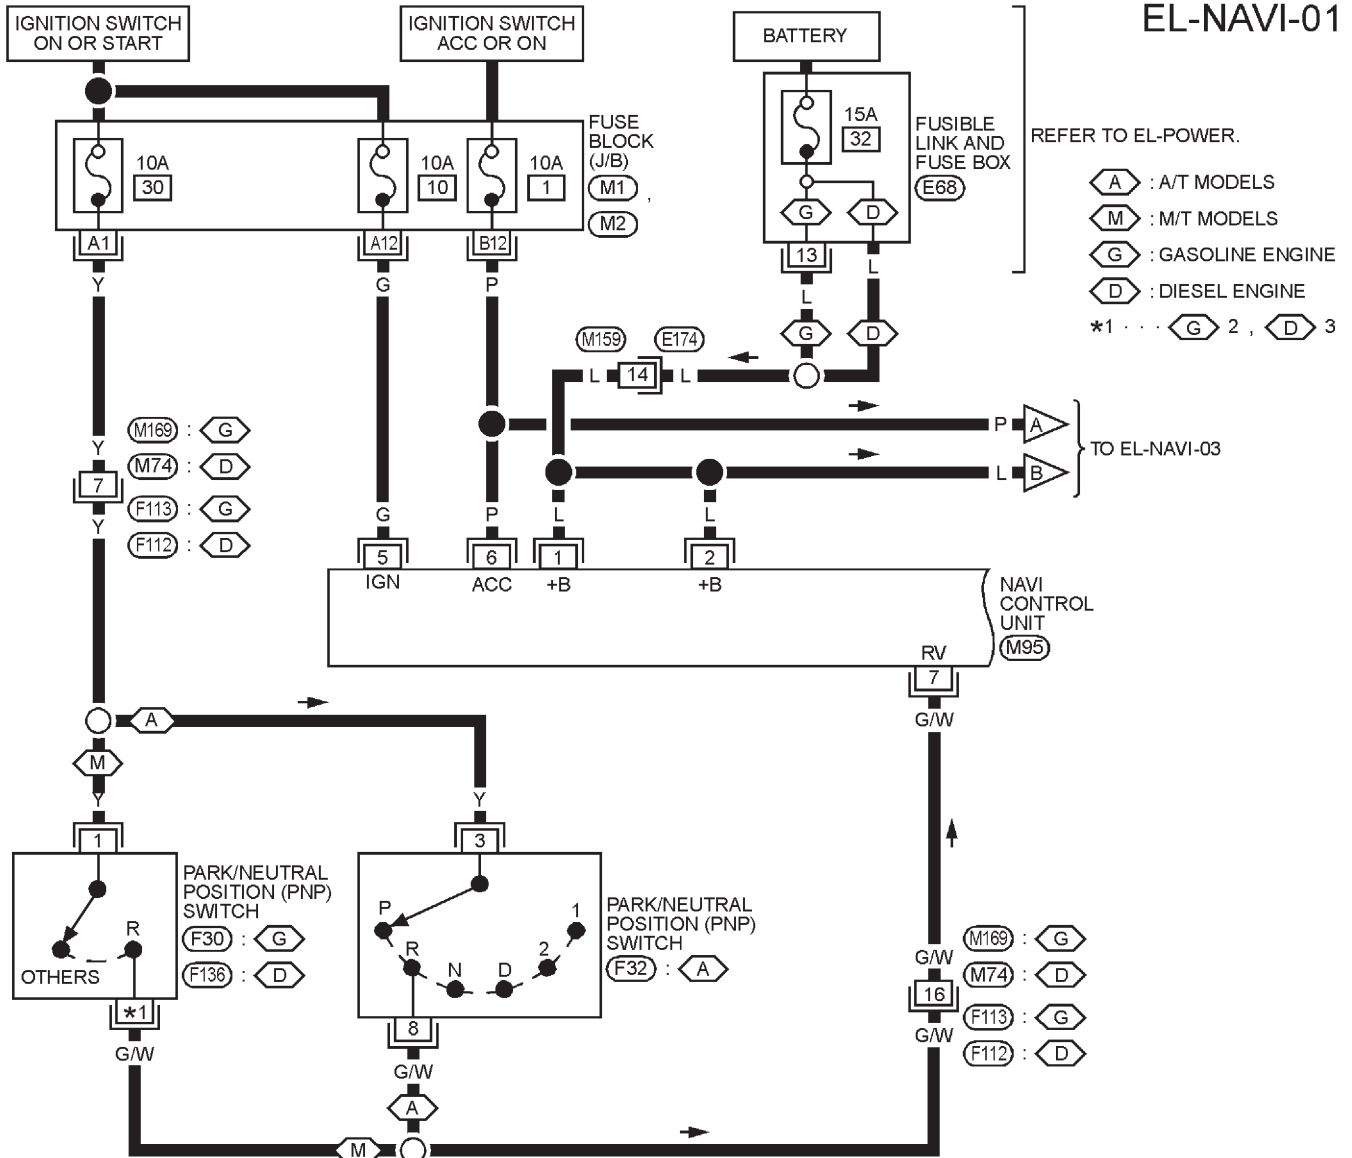 EL-NAVI-01
IGNITION SWITCH
ON OR START
IGNITION SWITCH
ACC OR ON
BATTERY
10A
30
10A
10
10A
1
FUSE
BLOCK
(J/B)
M1 ,
M2
15A
32
G
D
FUSIBLE
LINK AND
FUSE BOX
E68
REFER TO EL-POWER.
A : A/T MODELS
M : M/T MODELS
G : GASOLINE ENGINE
D : DIESEL ENGINE
*1 · · · G 2 , D 3
A1
A12
B12
13
Y
G
P
L
L
G
D
M159
E174
L
14
L
P
A
L
B
TO EL-NAVI-03
Y
7
Y
M169 : G
M74 : D
F113 : G
F112 : D
G
P
L
L
5
6
1
2
IGN
ACC
+B
+B
NAVI
CONTROL
UNIT
M95
RV
7
G/W
A
M
Y
Y
1
3
OTHERS
R
*1
G/W
PARK/NEUTRAL
POSITION (PNP)
SWITCH
F30 : G
F136 : D
P
R
N
D
2
1
8
G/W
A
M
PARK/NEUTRAL
POSITION (PNP)
SWITCH
F32 : A
G/W
16
G/W
M169 : G
M74 : D
F113 : G
F112 : D